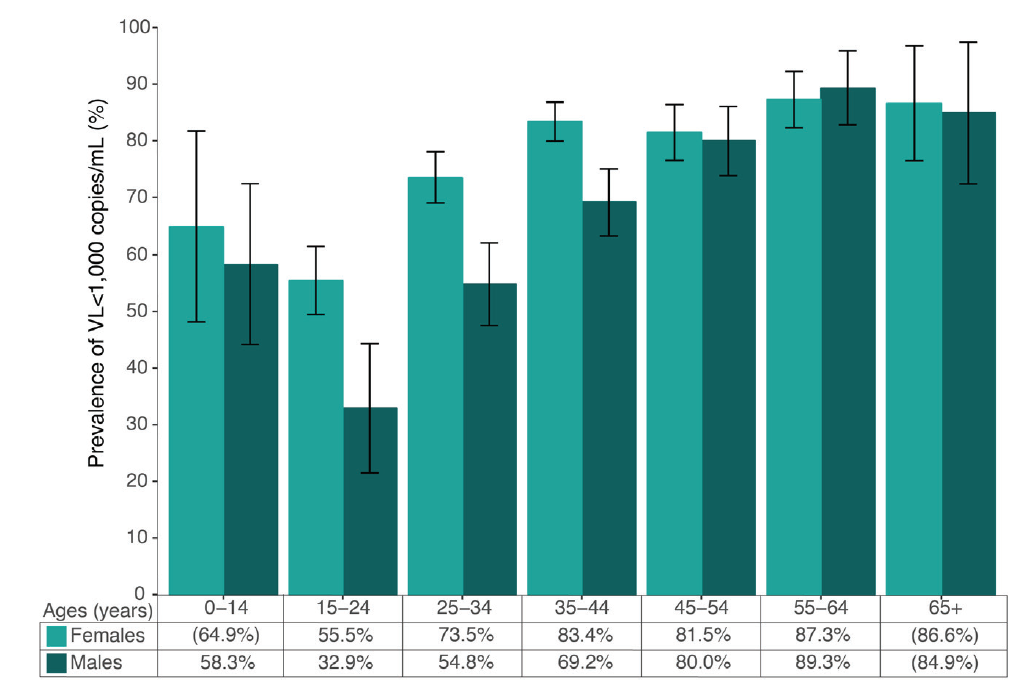 Prevalence of VL<1,000 copies/mL (%)
100
90
80
70
60
50
40
30
20
10
0
Ages (years) 0–14 15–24 25–34 35–44 45–54 55–64 65+
Females (64.9%) 55.5% 73.5% 83.4% 81.5% 87.3% (86.6%)
Males 58.3% 32.9% 54.8% 69.2% 80.0% 89.3% (84.9%)